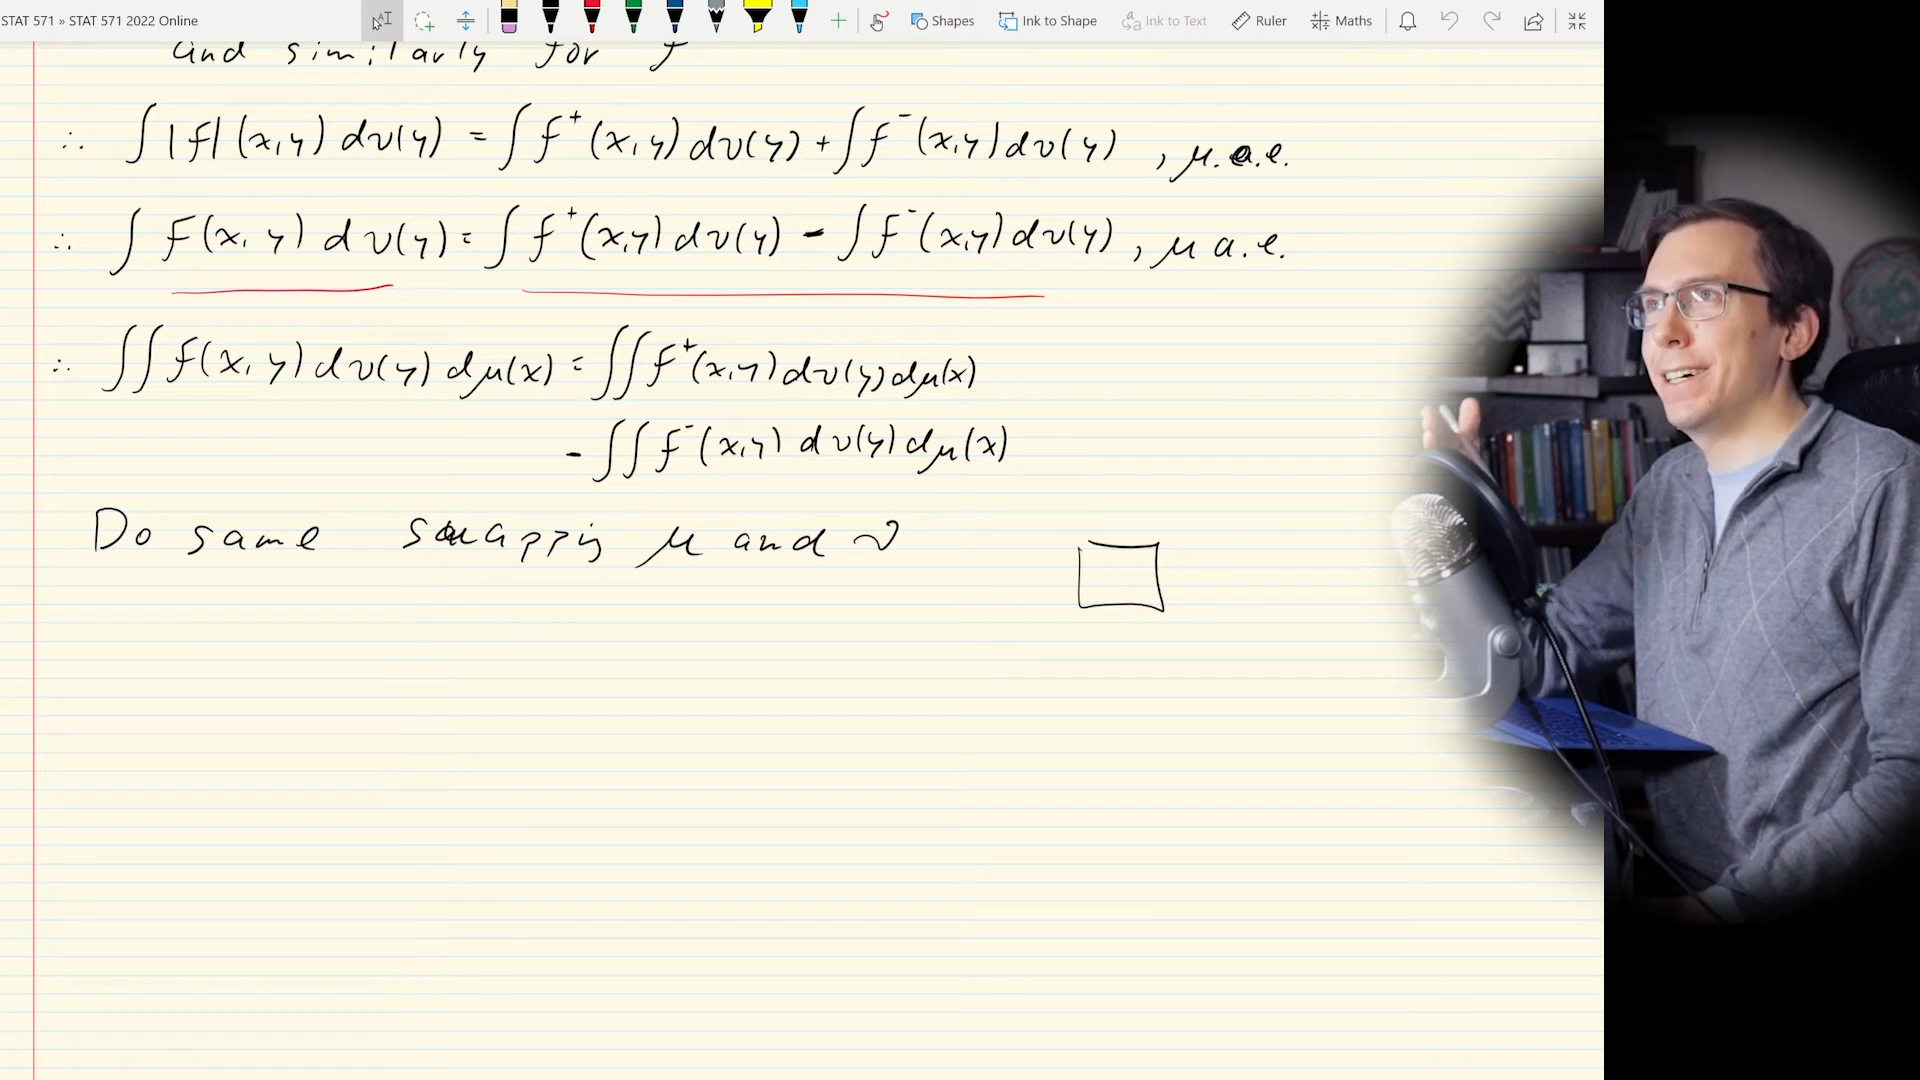 STAT 571 » STAT 571 2022 Online
Shapes Ink to Shape Ink to Text Ruler Maths
and similarly for f
∴ ∫ |f| (x,y) dν(y) = ∫ f⁺(x,y) dν(y) + ∫ f⁻(x,y) dν(y) , μ.a.e.
∴ ∫ f(x,y) dν(y) = ∫ f⁺(x,y) dν(y) - ∫ f⁻(x,y) dν(y) , μ a.e.
∴ ∫∫ f(x,y) dν(y) dμ(x) = ∫∫ f⁺(x,y) dν(y) dμ(x)
- ∫∫ f⁻(x,y) dν(y) dμ(x)
Do same swapping μ and ν